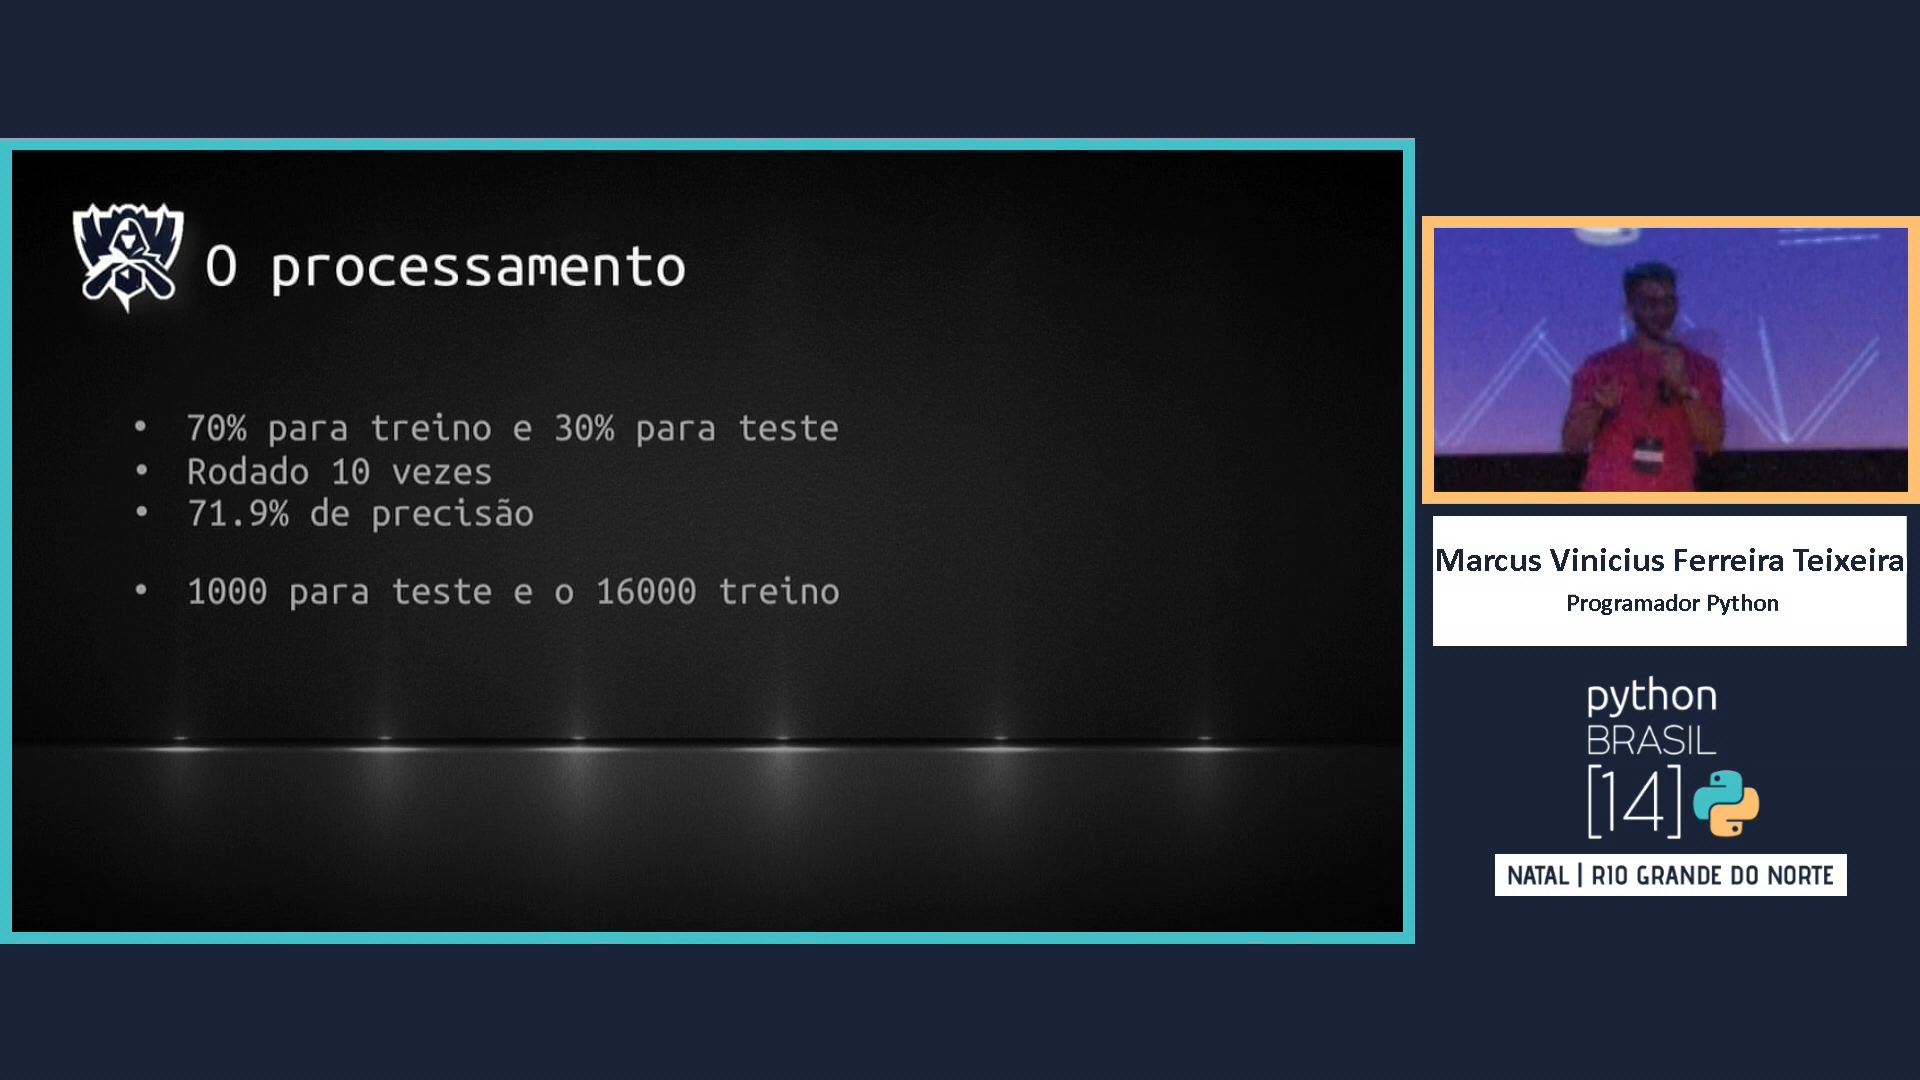 O processamento
• 70% para treino e 30% para teste
• Rodado 10 vezes
• 71.9% de precisão
• 1000 para teste e o 16000 treino
Marcus Vinicius Ferreira Teixeira
Programador Python
python
BRASIL
[14]
NATAL | RIO GRANDE DO NORTE